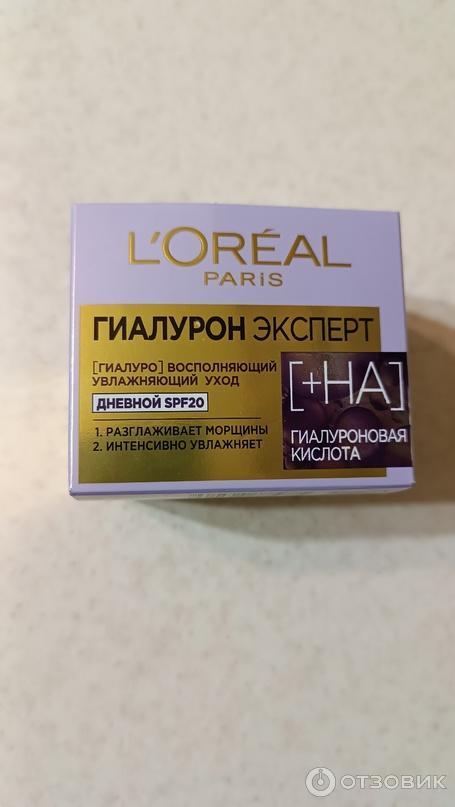 L'ORÉAL
PARiS
ГИАЛУРОН ЭКСПЕРТ
[ГИАЛУРО] ВОСПОЛНЯЮЩИЙ
УВЛАЖНЯЮЩИЙ УХОД
ДНЕВНОЙ SPF20
1. РАЗГЛАЖИВАЕТ МОРЩИНЫ
2. ИНТЕНСИВНО УВЛАЖНЯЕТ
[+HA]
ГИАЛУРОНОВАЯ
КИСЛОТА
ОТЗОВИК